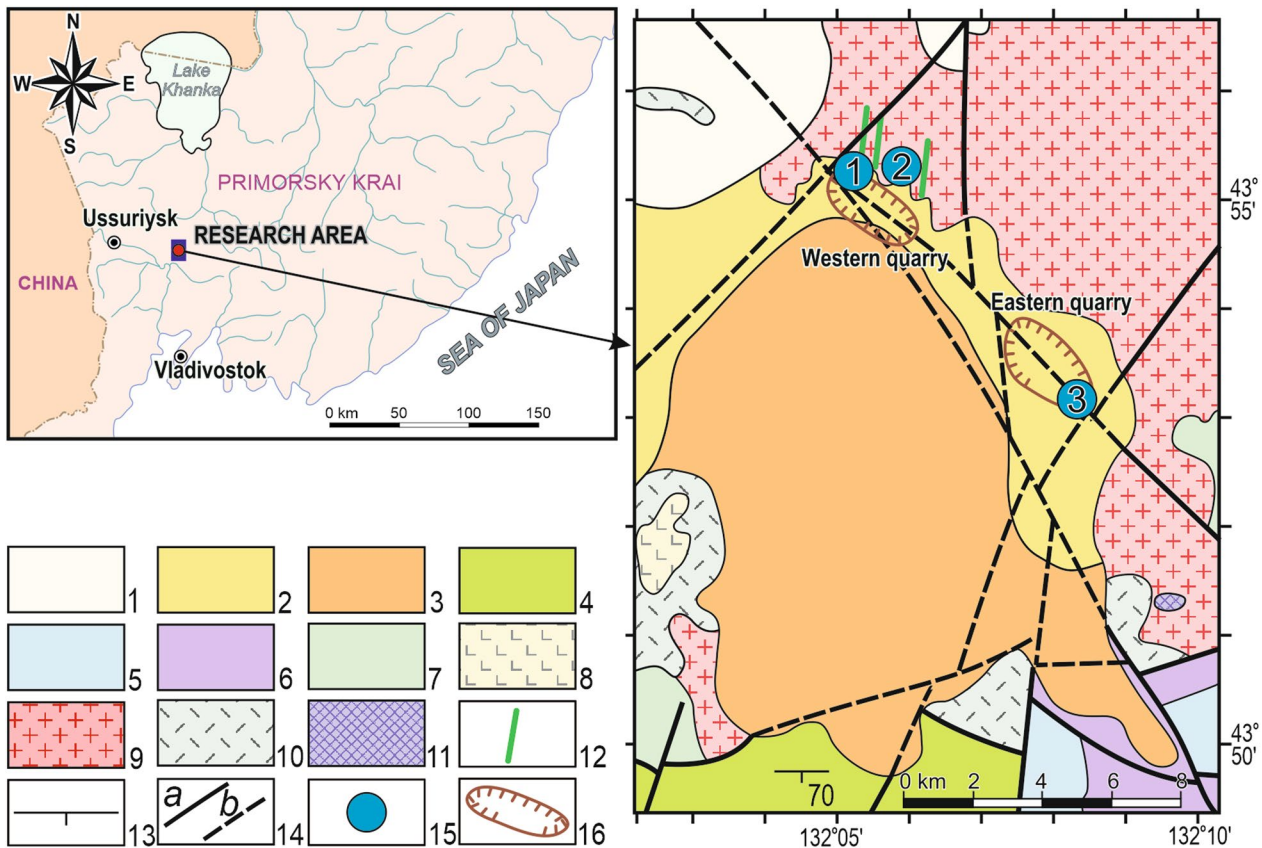 N
W
E
S
Lake
Khanka
PRIMORSKY KRAI
Ussuriysk
RESEARCH AREA
CHINA
Vladivostok
SEA OF JAPAN
0 km 50 100 150
1
2
3
4
5
6
7
8
9
10
11
12
13
a
b
14
15
16
1
2
Western quarry
Eastern quarry
3
43°
55'
43°
50'
70
0 km 2 4 6 8
132°05'
132°10'